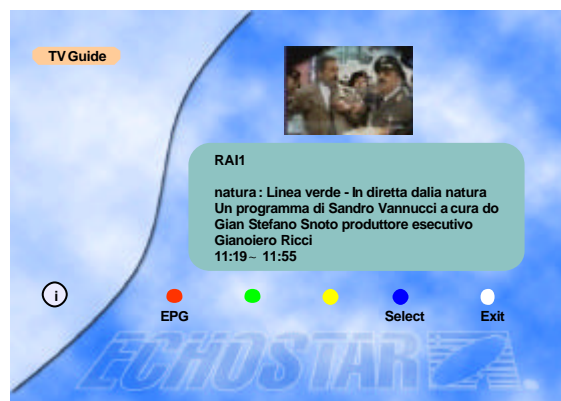 TV Guide
RAI1
natura : Linea verde - In diretta dalia natura
Un programma di Sandro Vannucci a cura do
Gian Stefano Snoto produttore esecutivo
Gianoiero Ricci
11:19 ~ 11:55
i
EPG Select Exit
ECHOSTAR